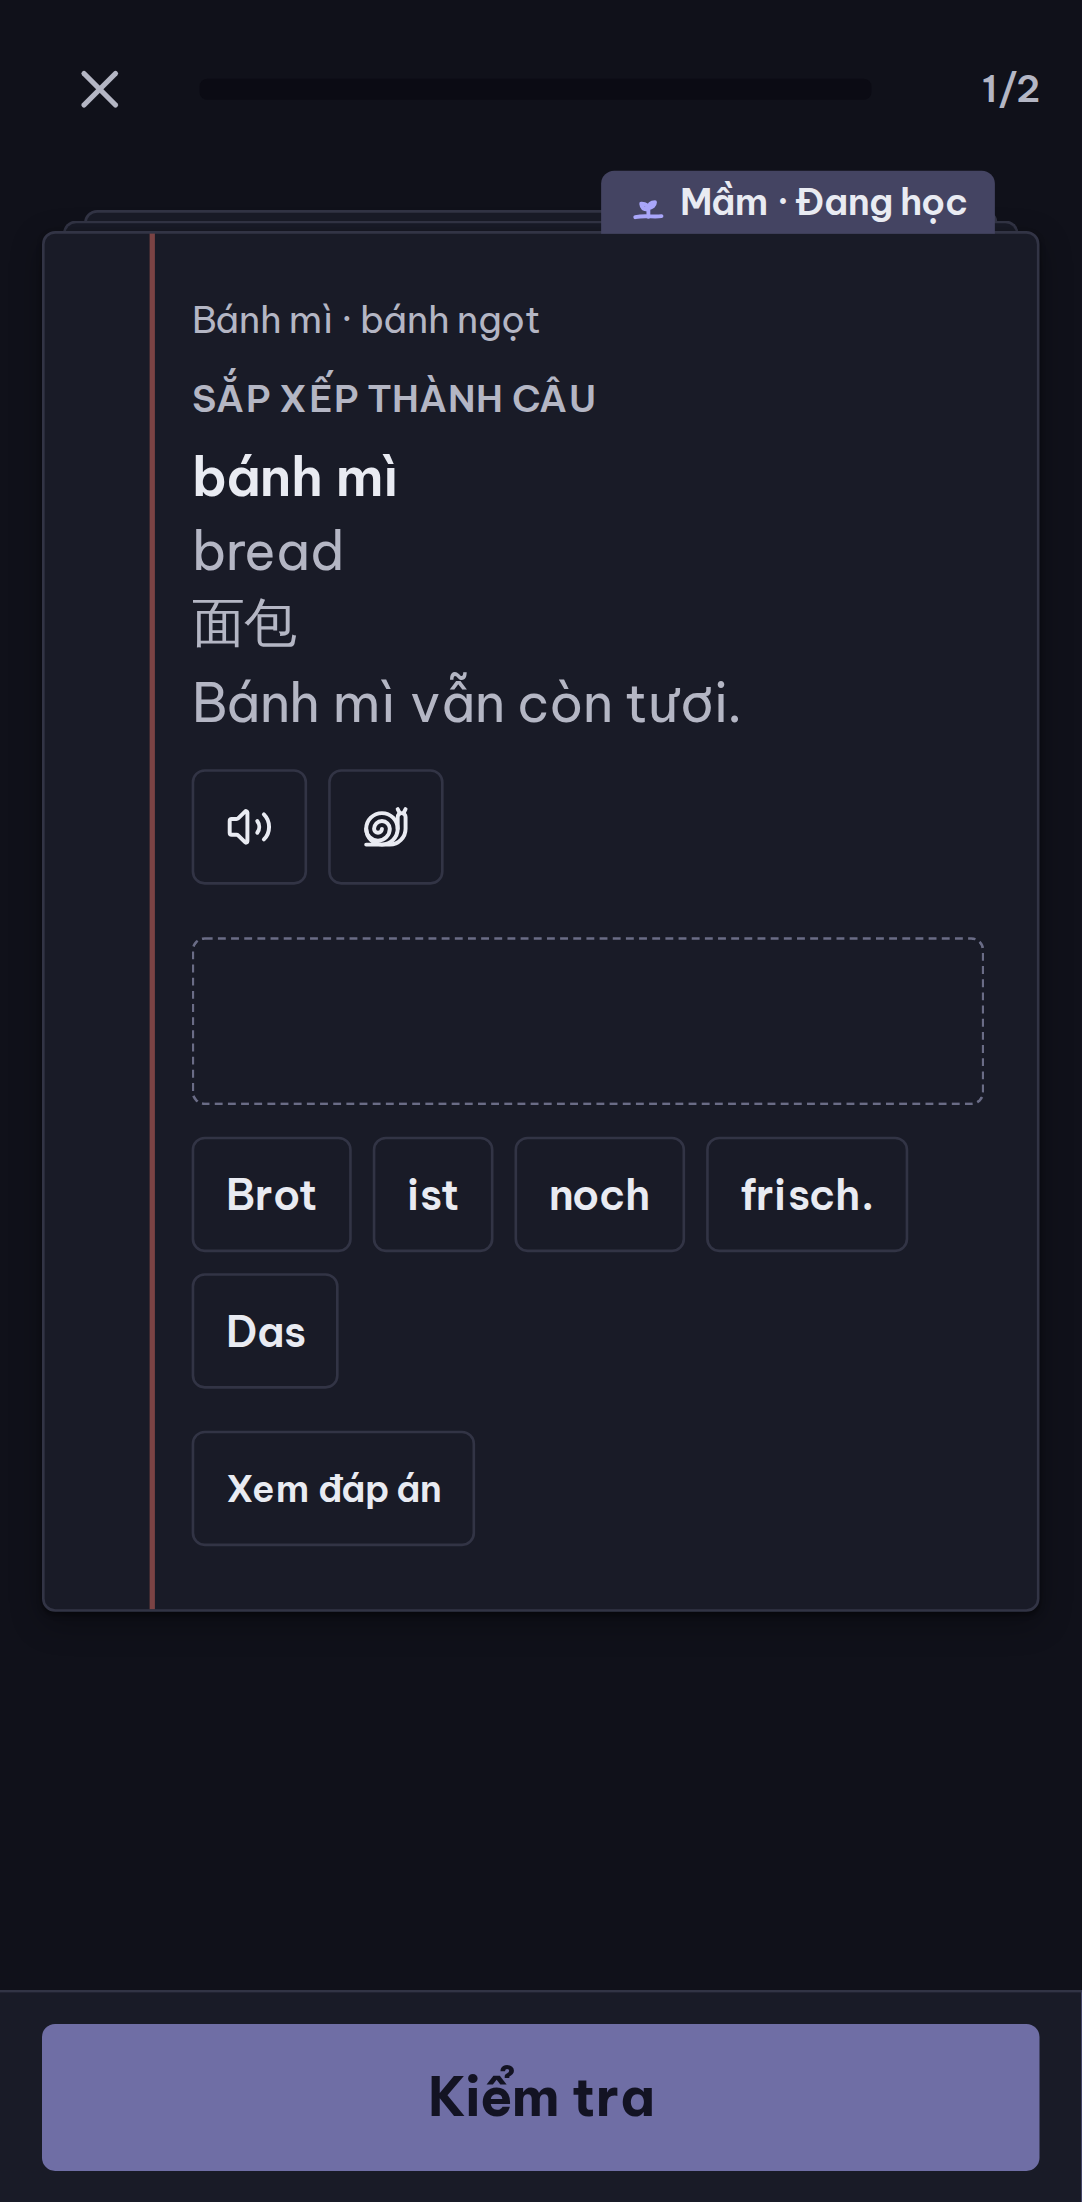 1/2
Mầm · Đang học
Bánh mì · bánh ngọt
SẮP XẾP THÀNH CÂU
bánh mì
bread
面包
Bánh mì vẫn còn tươi.
Brot ist noch frisch.
Das
Xem đáp án
Kiểm tra